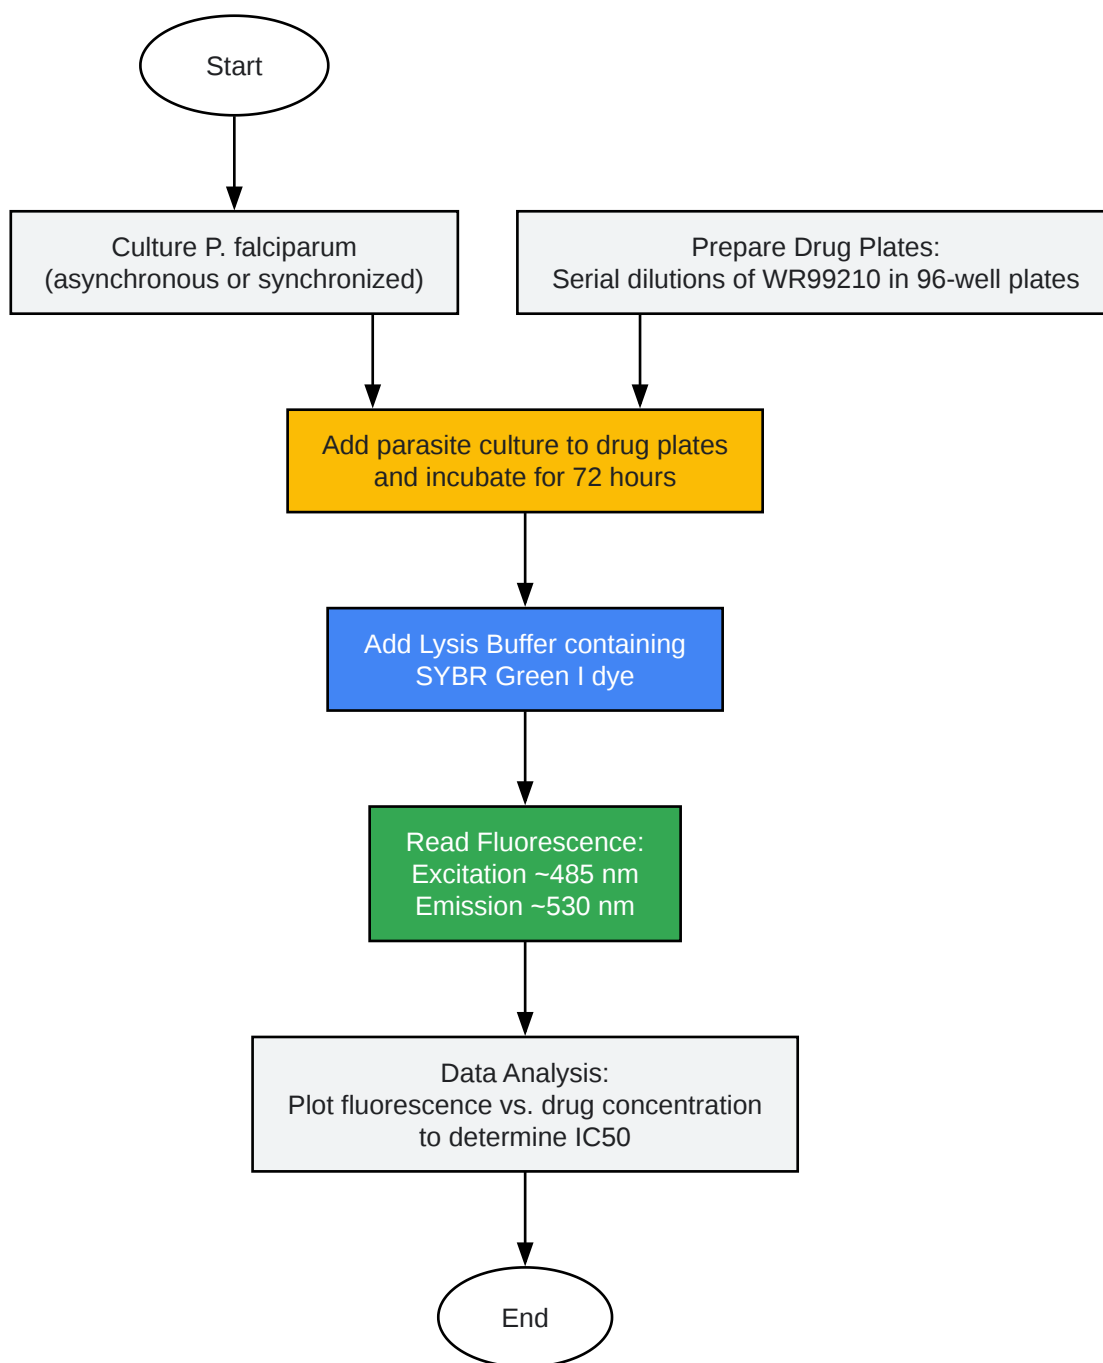 Start
Culture P. falciparum
(asynchronous or synchronized)
Prepare Drug Plates:
Serial dilutions of WR99210 in 96-well plates
Add parasite culture to drug plates
and incubate for 72 hours
Add Lysis Buffer containing
SYBR Green I dye
Read Fluorescence:
Excitation ~485 nm
Emission ~530 nm
Data Analysis:
Plot fluorescence vs. drug concentration
to determine IC50
End